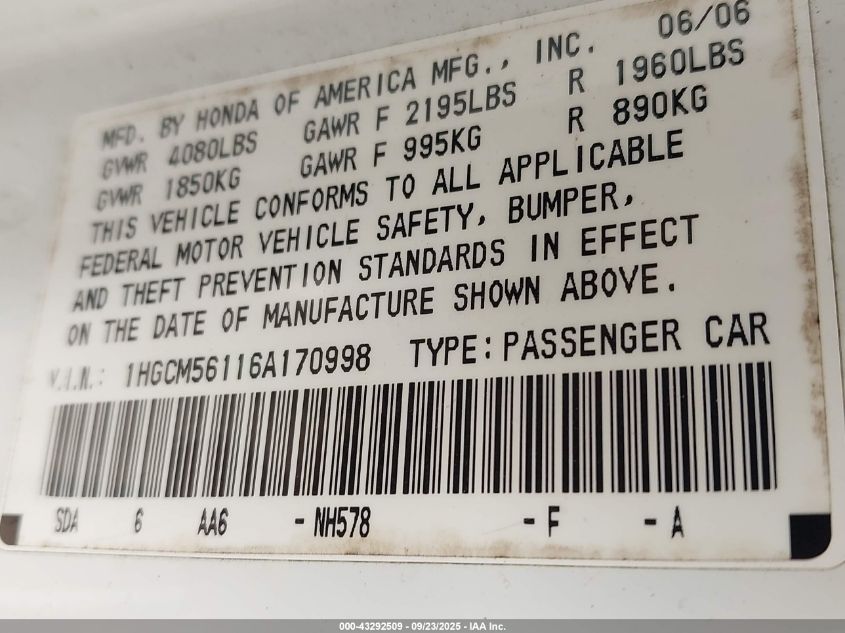 06/06
MFD. BY HONDA OF AMERICA MFG., INC.
GVWR 4080LBS GAWR F 2195LBS R 1960LBS
GVWR 1850KG GAWR F 995KG R 890KG
THIS VEHICLE CONFORMS TO ALL APPLICABLE
FEDERAL MOTOR VEHICLE SAFETY, BUMPER,
AND THEFT PREVENTION STANDARDS IN EFFECT
ON THE DATE OF MANUFACTURE SHOWN ABOVE.
V.I.N.: 1HGCM56116A170998 TYPE: PASSENGER CAR
SDA 6 AA6 - NH578 - F - A
000-43292509 - 09/23/2025 - IAA Inc.